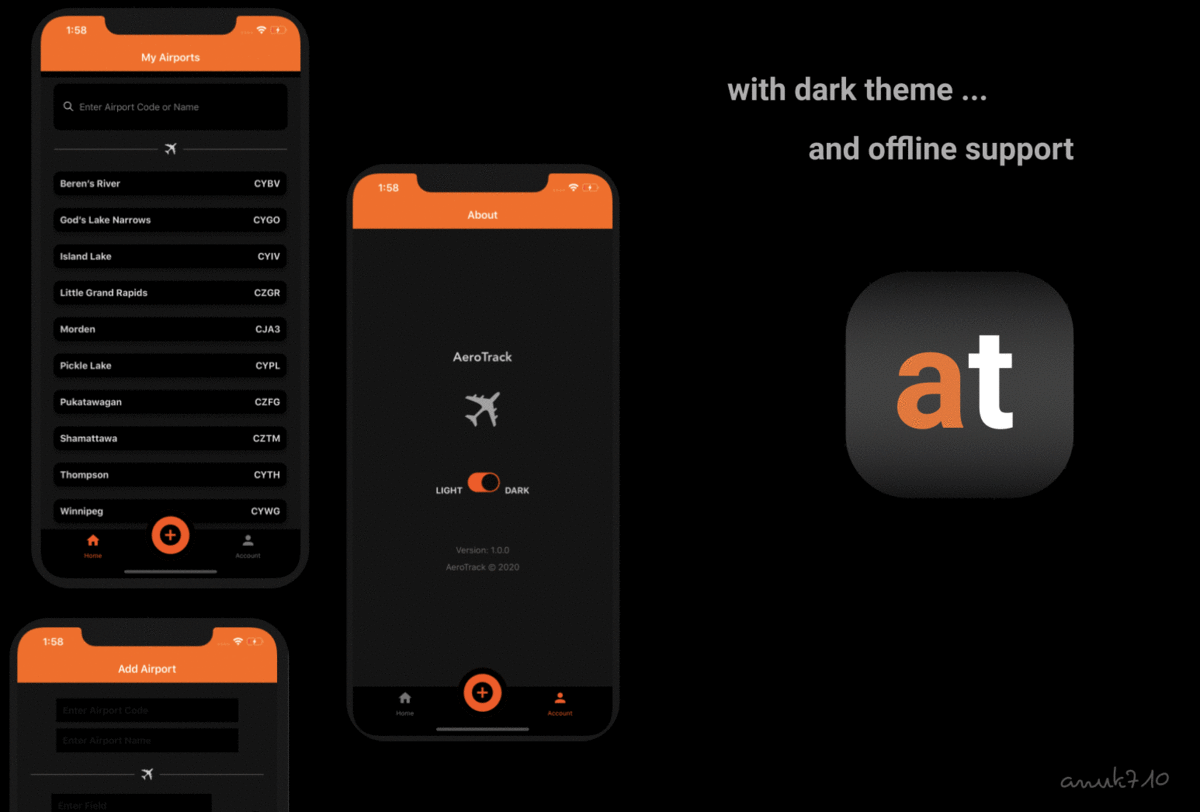 1:58
My Airports
Enter Airport Code or Name
Beren's River CYBV
God's Lake Narrows CYGO
Island Lake CYIV
Little Grand Rapids CZGR
Morden CJA3
Pickle Lake CYPL
Pukatawagan CZFG
Shamattawa CZTM
Thompson CYTH
Winnipeg CYWG
Home Account
1:58
Add Airport
Enter Airport Code
Enter Airport Name
Enter Field
1:58
About
AeroTrack
LIGHT DARK
Version: 1.0.0
AeroTrack © 2020
Home Account
with dark theme ...
and offline support
at
anuk710